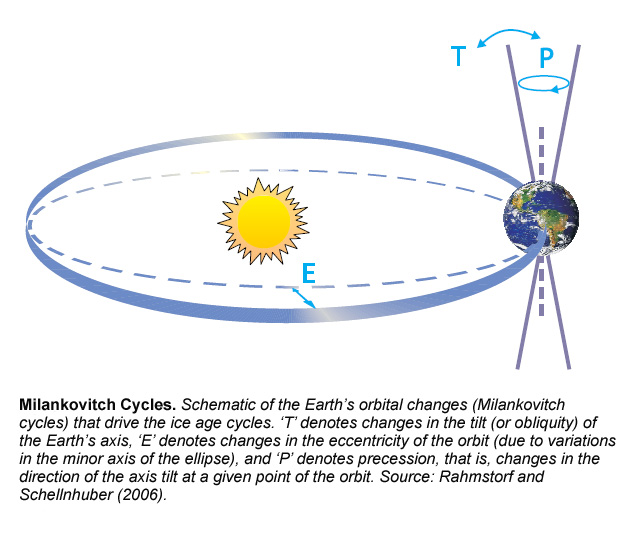 T
P
E
Milankovitch Cycles. Schematic of the Earth's orbital changes (Milankovitch
cycles) that drive the ice age cycles. ‘T’ denotes changes in the tilt (or obliquity) of
the Earth's axis, ‘E’ denotes changes in the eccentricity of the orbit (due to variations
in the minor axis of the ellipse), and ‘P’ denotes precession, that is, changes in the
direction of the axis tilt at a given point of the orbit. Source: Rahmstorf and
Schellnhuber (2006).